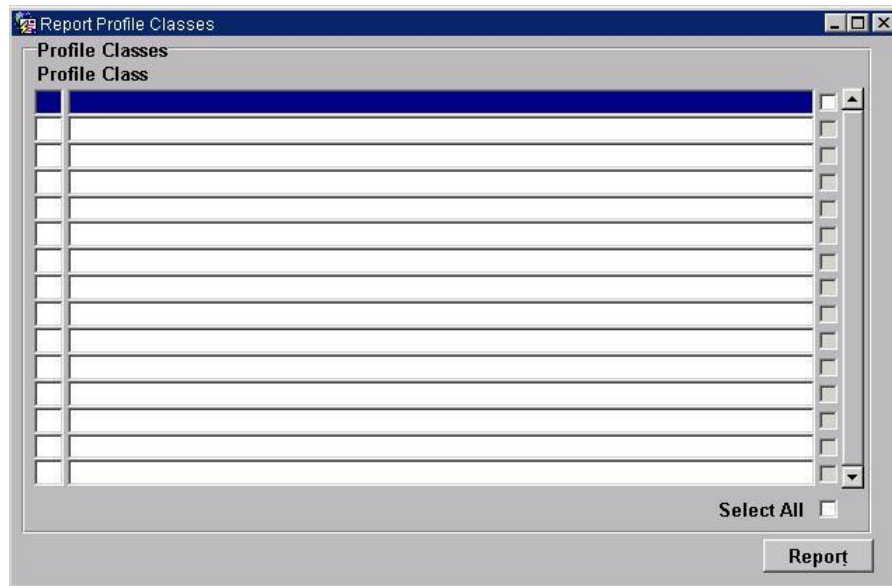 Report Profile Classes
Profile Classes
Profile Class
Select All
Report